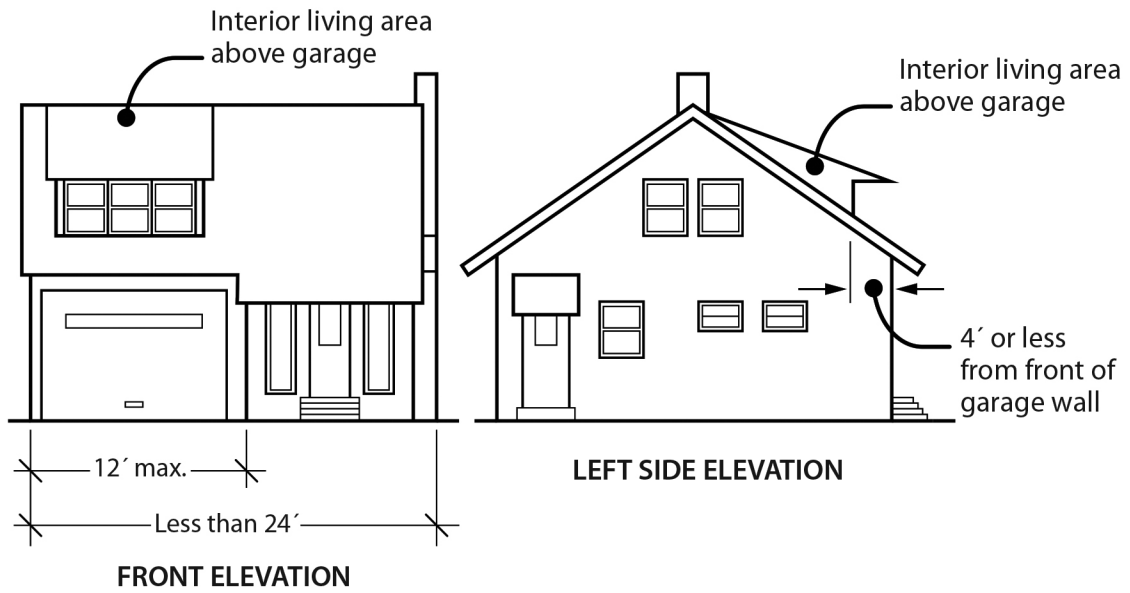 Interior living area
above garage
12´ max.
Less than 24´
FRONT ELEVATION
Interior living area
above garage
4´ or less
from front of
garage wall
LEFT SIDE ELEVATION